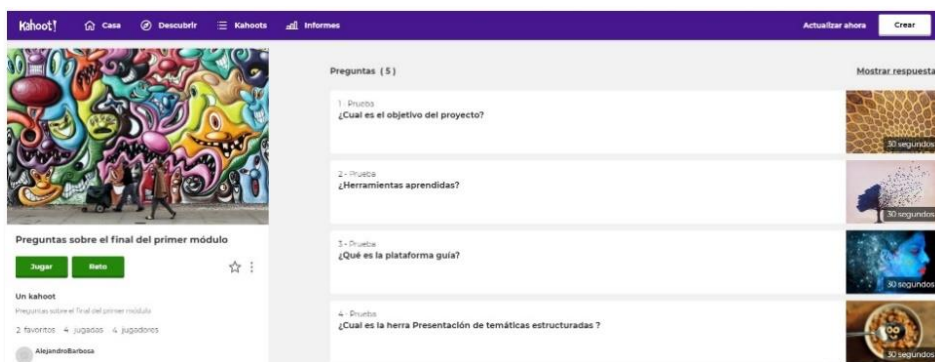 Kahoot! Casa Descubrir Kahoots Informes Actualizar ahora Crear
Preguntas (5) Mostrar respuesta
1 - Prueba
¿Cual es el objetivo del proyecto?
30 segundos
2 - Prueba
¿Herramientas aprendidas?
30 segundos
3 - Prueba
¿Qué es la plataforma guía?
30 segundos
4 - Prueba
¿Cual es la herra Presentación de temáticas estructuradas ?
30 segundos
Preguntas sobre el final del primer módulo
Jugar Reto
Un kahoot
Preguntas sobre el final del primer módulo
2 favoritos 4 jugadas 4 jugadores
AlejandroBarbosa